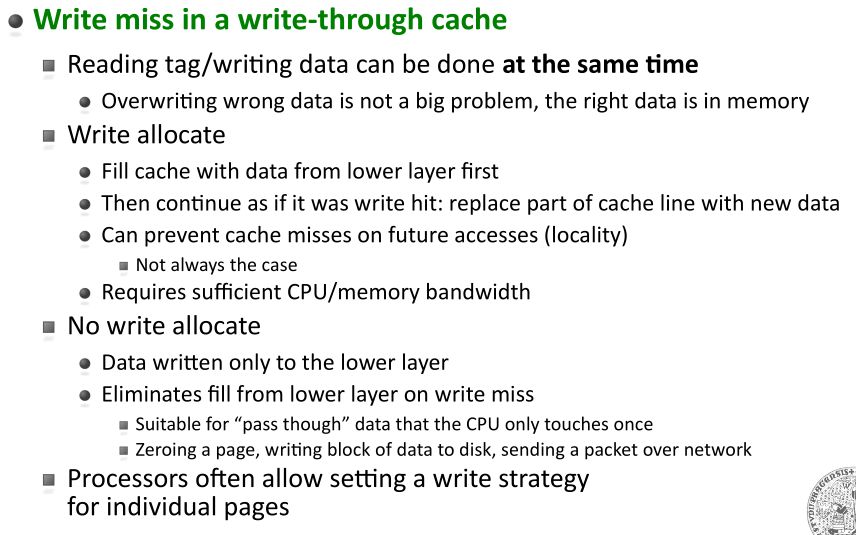 Write miss in a write-through cache
Reading tag/writing data can be done at the same time
Overwriting wrong data is not a big problem, the right data is in memory
Write allocate
Fill cache with data from lower layer first
Then continue as if it was write hit: replace part of cache line with new data
Can prevent cache misses on future accesses (locality)
Not always the case
Requires sufficient CPU/memory bandwidth
No write allocate
Data written only to the lower layer
Eliminates fill from lower layer on write miss
Suitable for “pass though” data that the CPU only touches once
Zeroing a page, writing block of data to disk, sending a packet over network
Processors often allow setting a write strategy
for individual pages